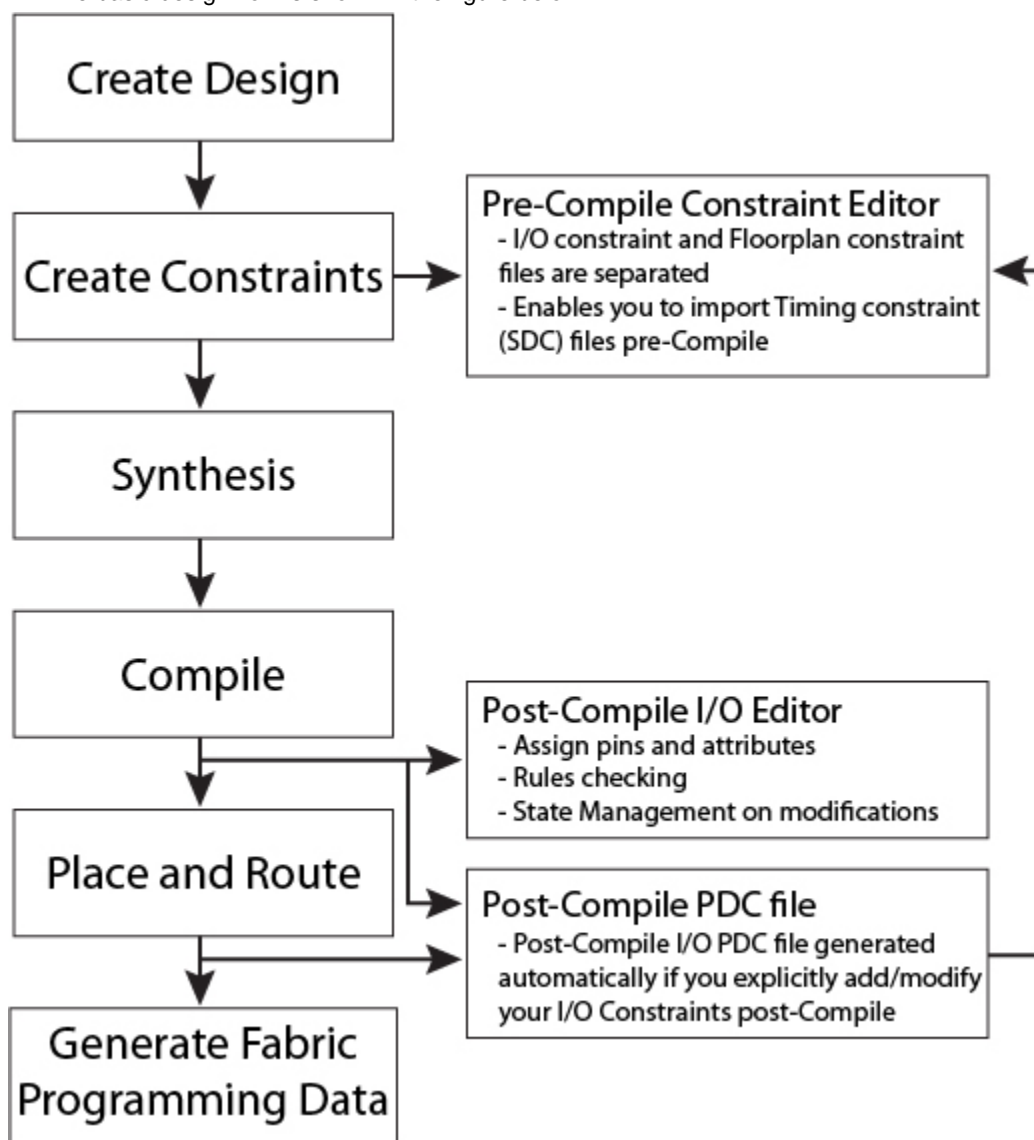 Create Design
Create Constraints
Pre-Compile Constraint Editor
- I/O constraint and Floorplan constraint
files are separated
- Enables you to import Timing constraint
(SDC) files pre-Compile
Synthesis
Compile
Post-Compile I/O Editor
- Assign pins and attributes
- Rules checking
- State Management on modifications
Place and Route
Post-Compile PDC file
- Post-Compile I/O PDC file generated
automatically if you explicitly add/modify
your I/O Constraints post-Compile
Generate Fabric
Programming Data